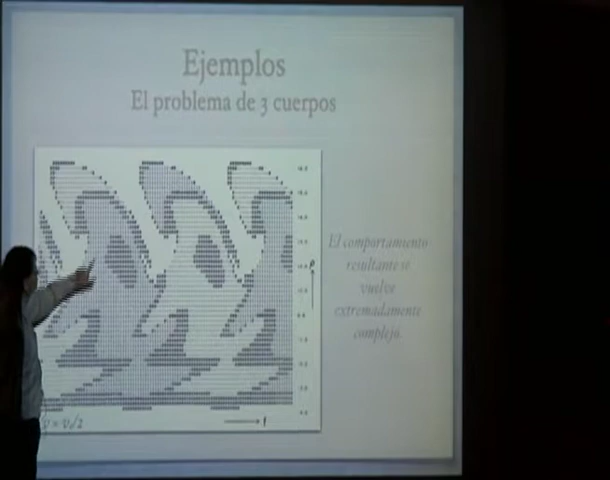 Ejemplos
El problema de 3 cuerpos
El comportamiento
resultante se
vuelve
extremadamente
complejo.